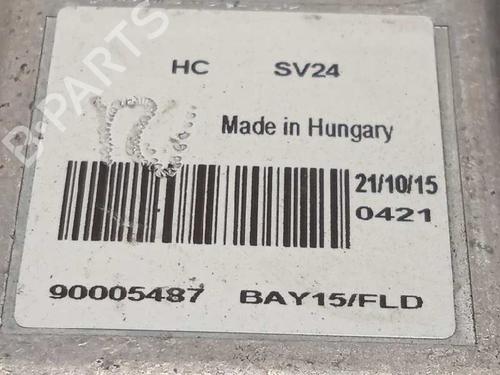 HC SV24
B-PARTS
Made in Hungary
21/10/15
0421
90005487 BAY15/FLD